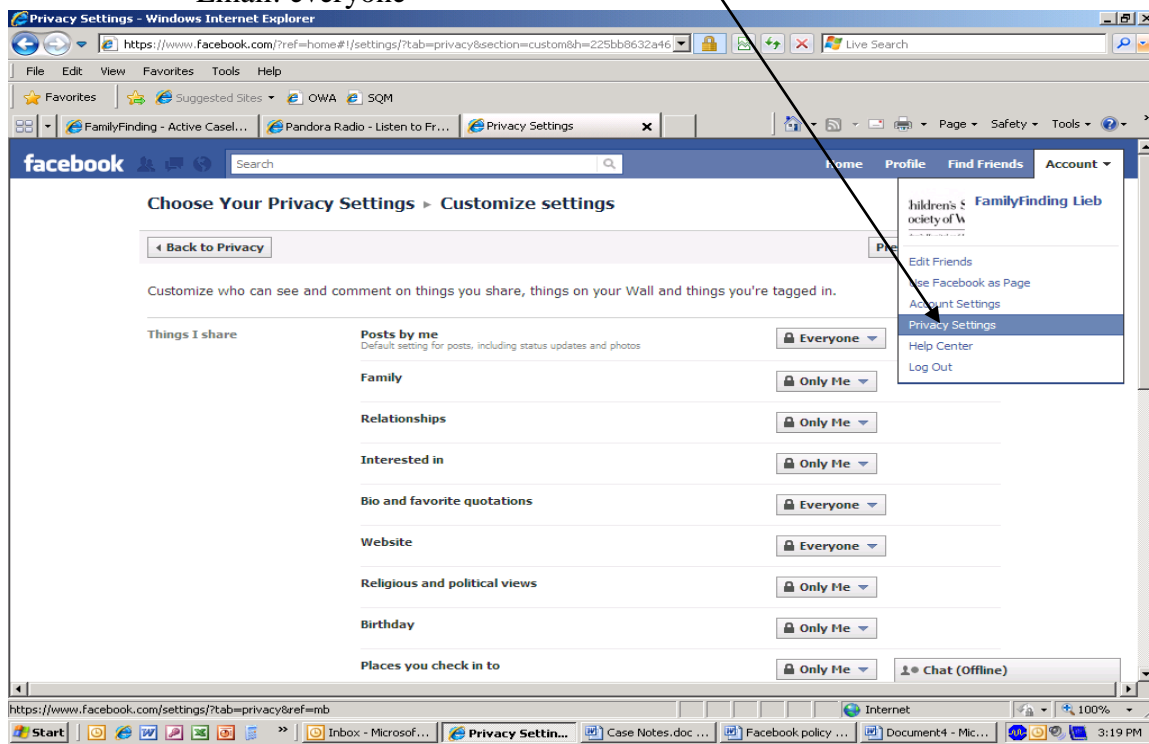 Email: everyone
Privacy Settings - Windows Internet Explorer
https://www.facebook.com/?ref=home#!/settings/?tab=privacy&section=custom&h=225bb8632a46
Live Search
File Edit View Favorites Tools Help
Favorites Suggested Sites OWA SQM
FamilyFinding - Active Casel... Pandora Radio - Listen to Fr... Privacy Settings Page Safety Tools
facebook Search Home Profile Find Friends Account
Choose Your Privacy Settings Customize settings
FamilyFinding Lieb
ociety of W
Back to Privacy
Edit Friends
Use Facebook as Page
Account Settings
Privacy Settings
Help Center
Log Out
Customize who can see and comment on things you share, things on your Wall and things you're tagged in.
Things I share
Posts by me Everyone
Default setting for posts, including status updates and photos
Family Only Me
Relationships Only Me
Interested in Only Me
Bio and favorite quotations Everyone
Website Everyone
Religious and political views Only Me
Birthday Only Me
Places you check in to Only Me
Chat (Offline)
https://www.facebook.com/settings/?tab=privacy&ref=mb Internet 100%
Start Inbox - Microsof... Privacy Settin... Case Notes.doc ... Facebook policy ... Document4 - Mic... 3:19 PM